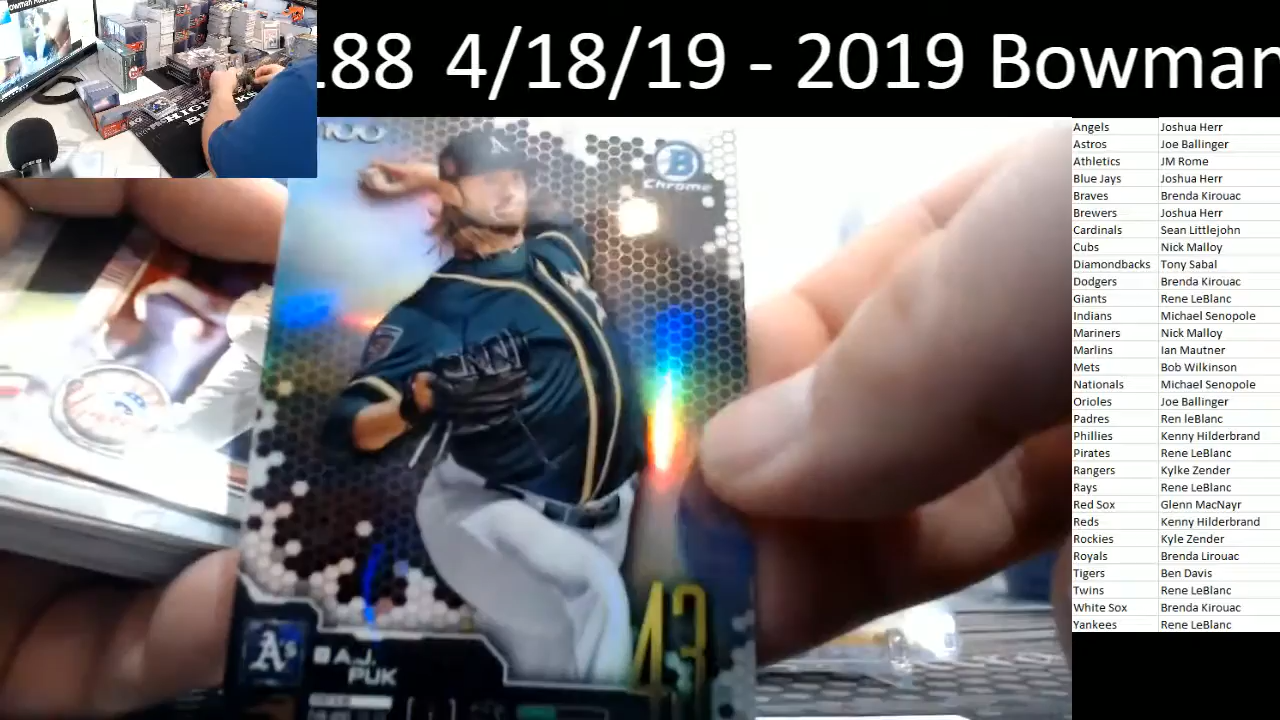 188 4/18/19 - 2019 Bowman
Angels Joshua Herr
Astros Joe Ballinger
Athletics JM Rome
Blue Jays Joshua Herr
Braves Brenda Kirouac
Brewers Joshua Herr
Cardinals Sean Littlejohn
Cubs Nick Malloy
Diamondbacks Tony Sabal
Dodgers Brenda Kirouac
Giants Rene LeBlanc
Indians Michael Senopole
Mariners Nick Malloy
Marlins Ian Mautner
Mets Bob Wilkinson
Nationals Michael Senopole
Orioles Joe Ballinger
Padres Ren leBlanc
Phillies Kenny Hilderbrand
Pirates Rene LeBlanc
Rangers Kylke Zender
Rays Rene LeBlanc
Red Sox Glenn MacNayr
Reds Kenny Hilderbrand
Rockies Kyle Zender
Royals Brenda Lirouac
Tigers Ben Davis
Twins Rene LeBlanc
White Sox Brenda Kirouac
Yankees Rene LeBlanc
100
B
Chrome
A
43
A's
A.J.
PUK